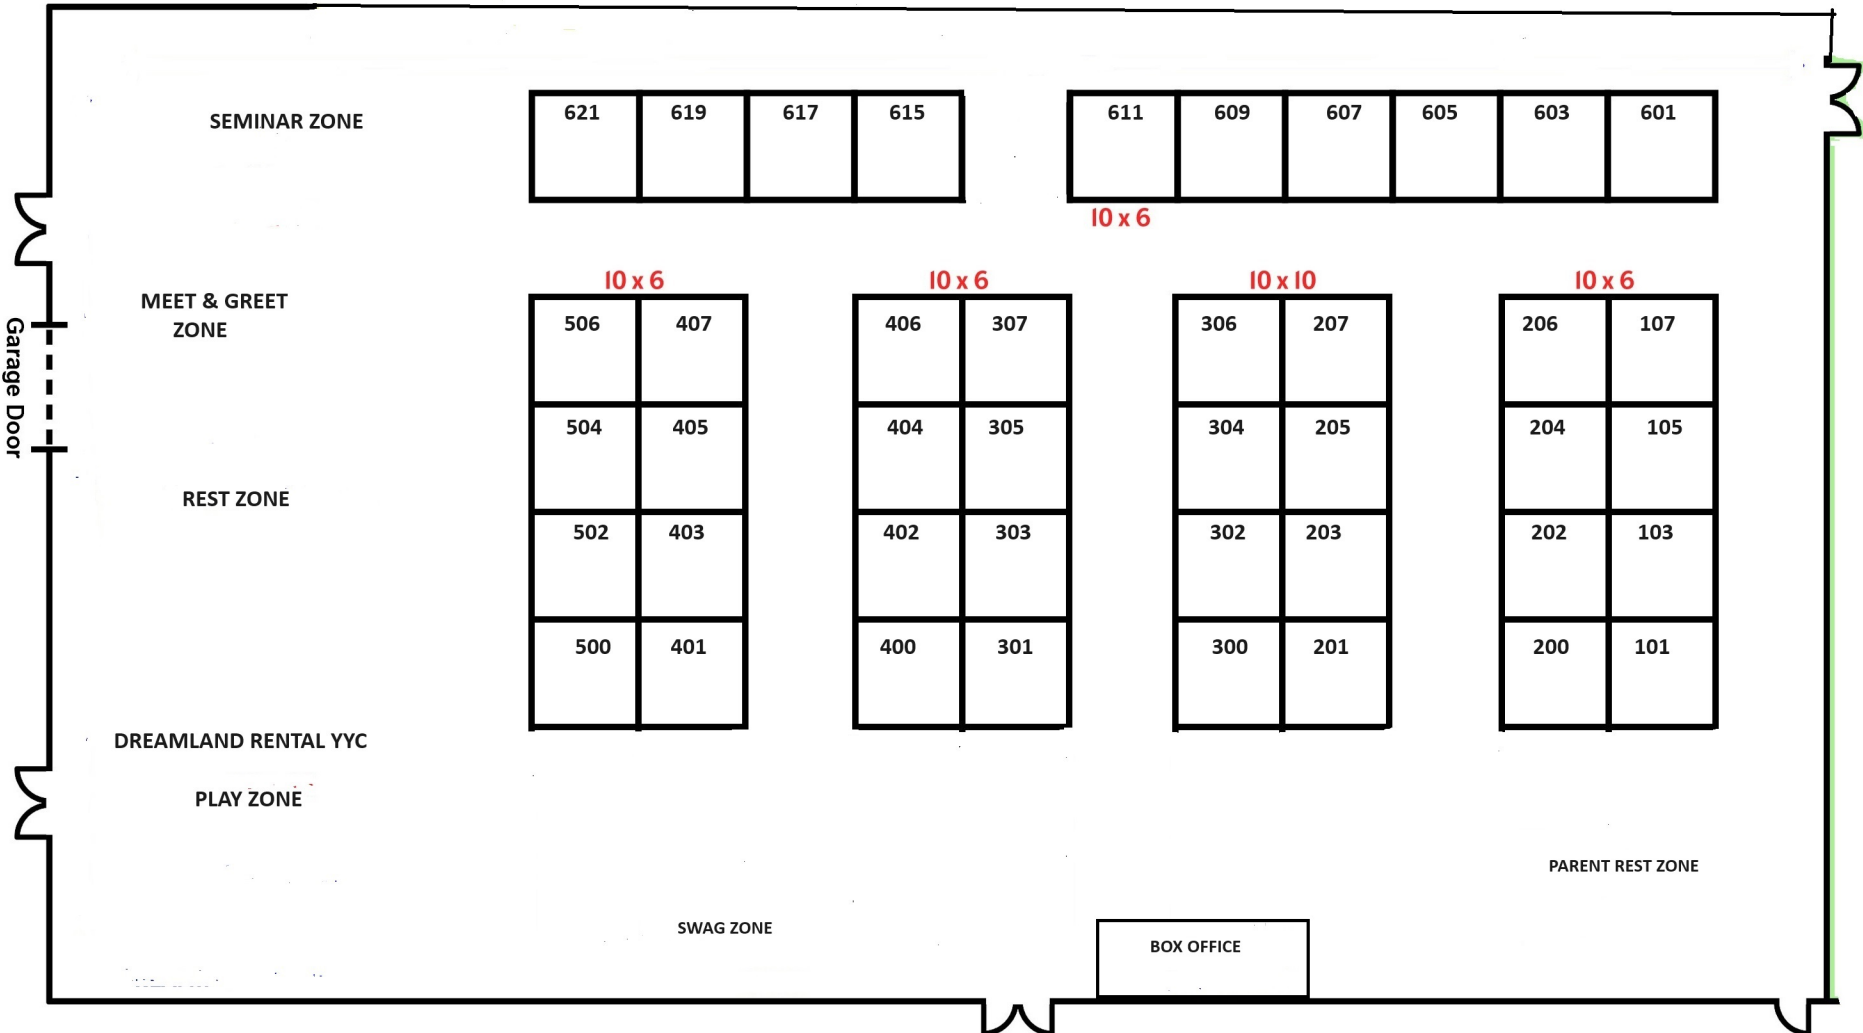 SEMINAR ZONE
621 619 617 615 611 609 607 605 603 601
10 x 6
10 x 6 10 x 6 10 x 10 10 x 6
MEET & GREET
ZONE
Garage Door
506 407 406 307 306 207 206 107
504 405 404 305 304 205 204 105
REST ZONE
502 403 402 303 302 203 202 103
500 401 400 301 300 201 200 101
DREAMLAND RENTAL YYC
PLAY ZONE
PARENT REST ZONE
SWAG ZONE
BOX OFFICE